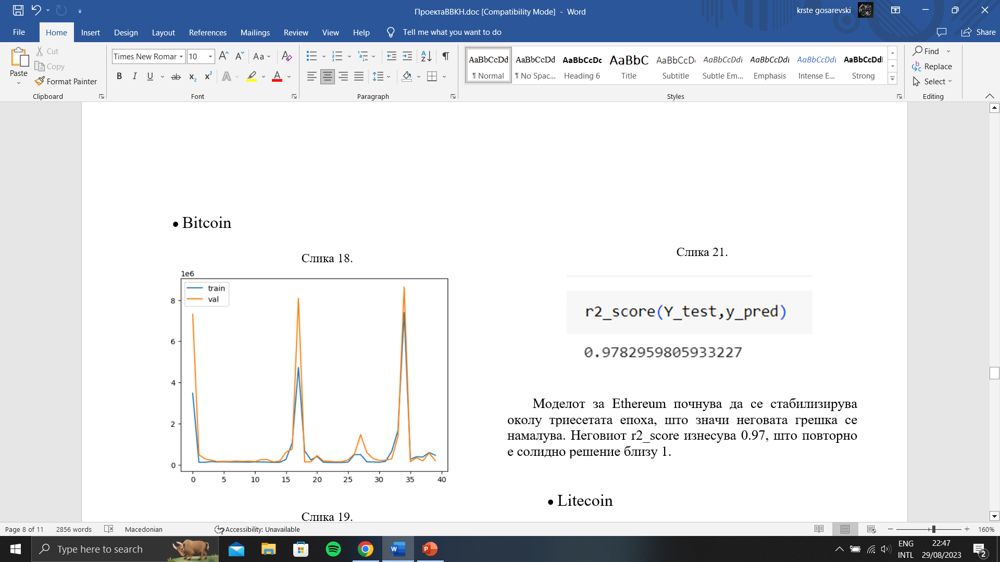 ПроектаВВКН.doc [Compatibility Mode] - Word
krste gosarevski
File
Home
Insert
Design
Layout
References
Mailings
Review
View
Help
Tell me what you want to do
Share
Paste
Cut
Copy
Format Painter
Clipboard
Times New Roman
10
Aa
B I U ab x₂ x² A A
Font
Paragraph
AaBbCcDd
¶ Normal
AaBbCcDd
¶ No Spac...
AaBbCcDc
Heading 6
AaBbC
Title
AaBbCcD
Subtitle
AaBbCcDd
Subtle Em...
AaBbCcDd
Emphasis
AaBbCcDd
Intense E...
AaBbCcDd
Strong
Styles
Find
Replace
Select
Editing
• Bitcoin
Слика 18.
1e6
train
val
8
6
4
2
0
0 5 10 15 20 25 30 35 40
Слика 19.
Слика 21.
r2_score(Y_test,y_pred)
0.9782959805933227
Моделот за Ethereum почнува да се стабилизирува
околу триесетата епоха, што значи неговата грешка се
намалува. Неговиот r2_score изнесува 0.97, што повторно
е солидно решение близу 1.
• Litecoin
Page 8 of 11
2856 words
Macedonian
Accessibility: Unavailable
160%
Type here to search
ENG
INTL
22:47
29/08/2023
2